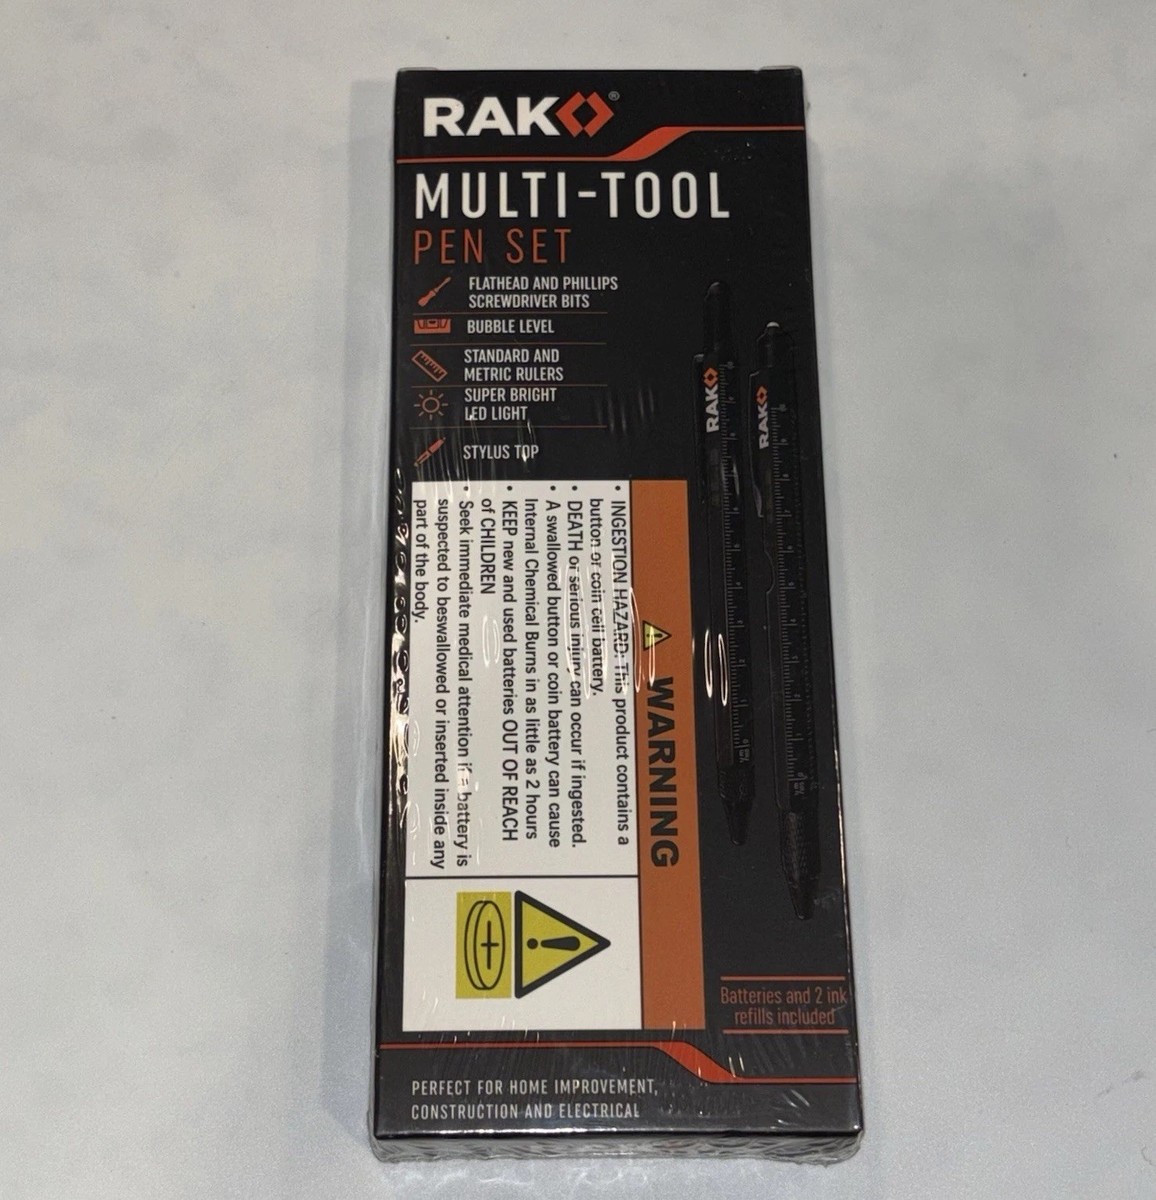 RAKO®
MULTI-TOOL
PEN SET
FLATHEAD AND PHILLIPS
SCREWDRIVER BITS
BUBBLE LEVEL
STANDARD AND
METRIC RULERS
SUPER BRIGHT
LED LIGHT
STYLUS TOP
RAKO
RAKO
⚠ WARNING
• INGESTION HAZARD: This product contains a
button or coin cell battery.
• DEATH or serious injury can occur if ingested.
• A swallowed button or coin battery can cause
Internal Chemical Burns in as little as 2 hours
• KEEP new and used batteries OUT OF REACH
of CHILDREN
• Seek immediate medical attention if a battery is
suspected to beswallowed or inserted inside any
part of the body.
Batteries and 2 ink
refills included
PERFECT FOR HOME IMPROVEMENT,
CONSTRUCTION AND ELECTRICAL